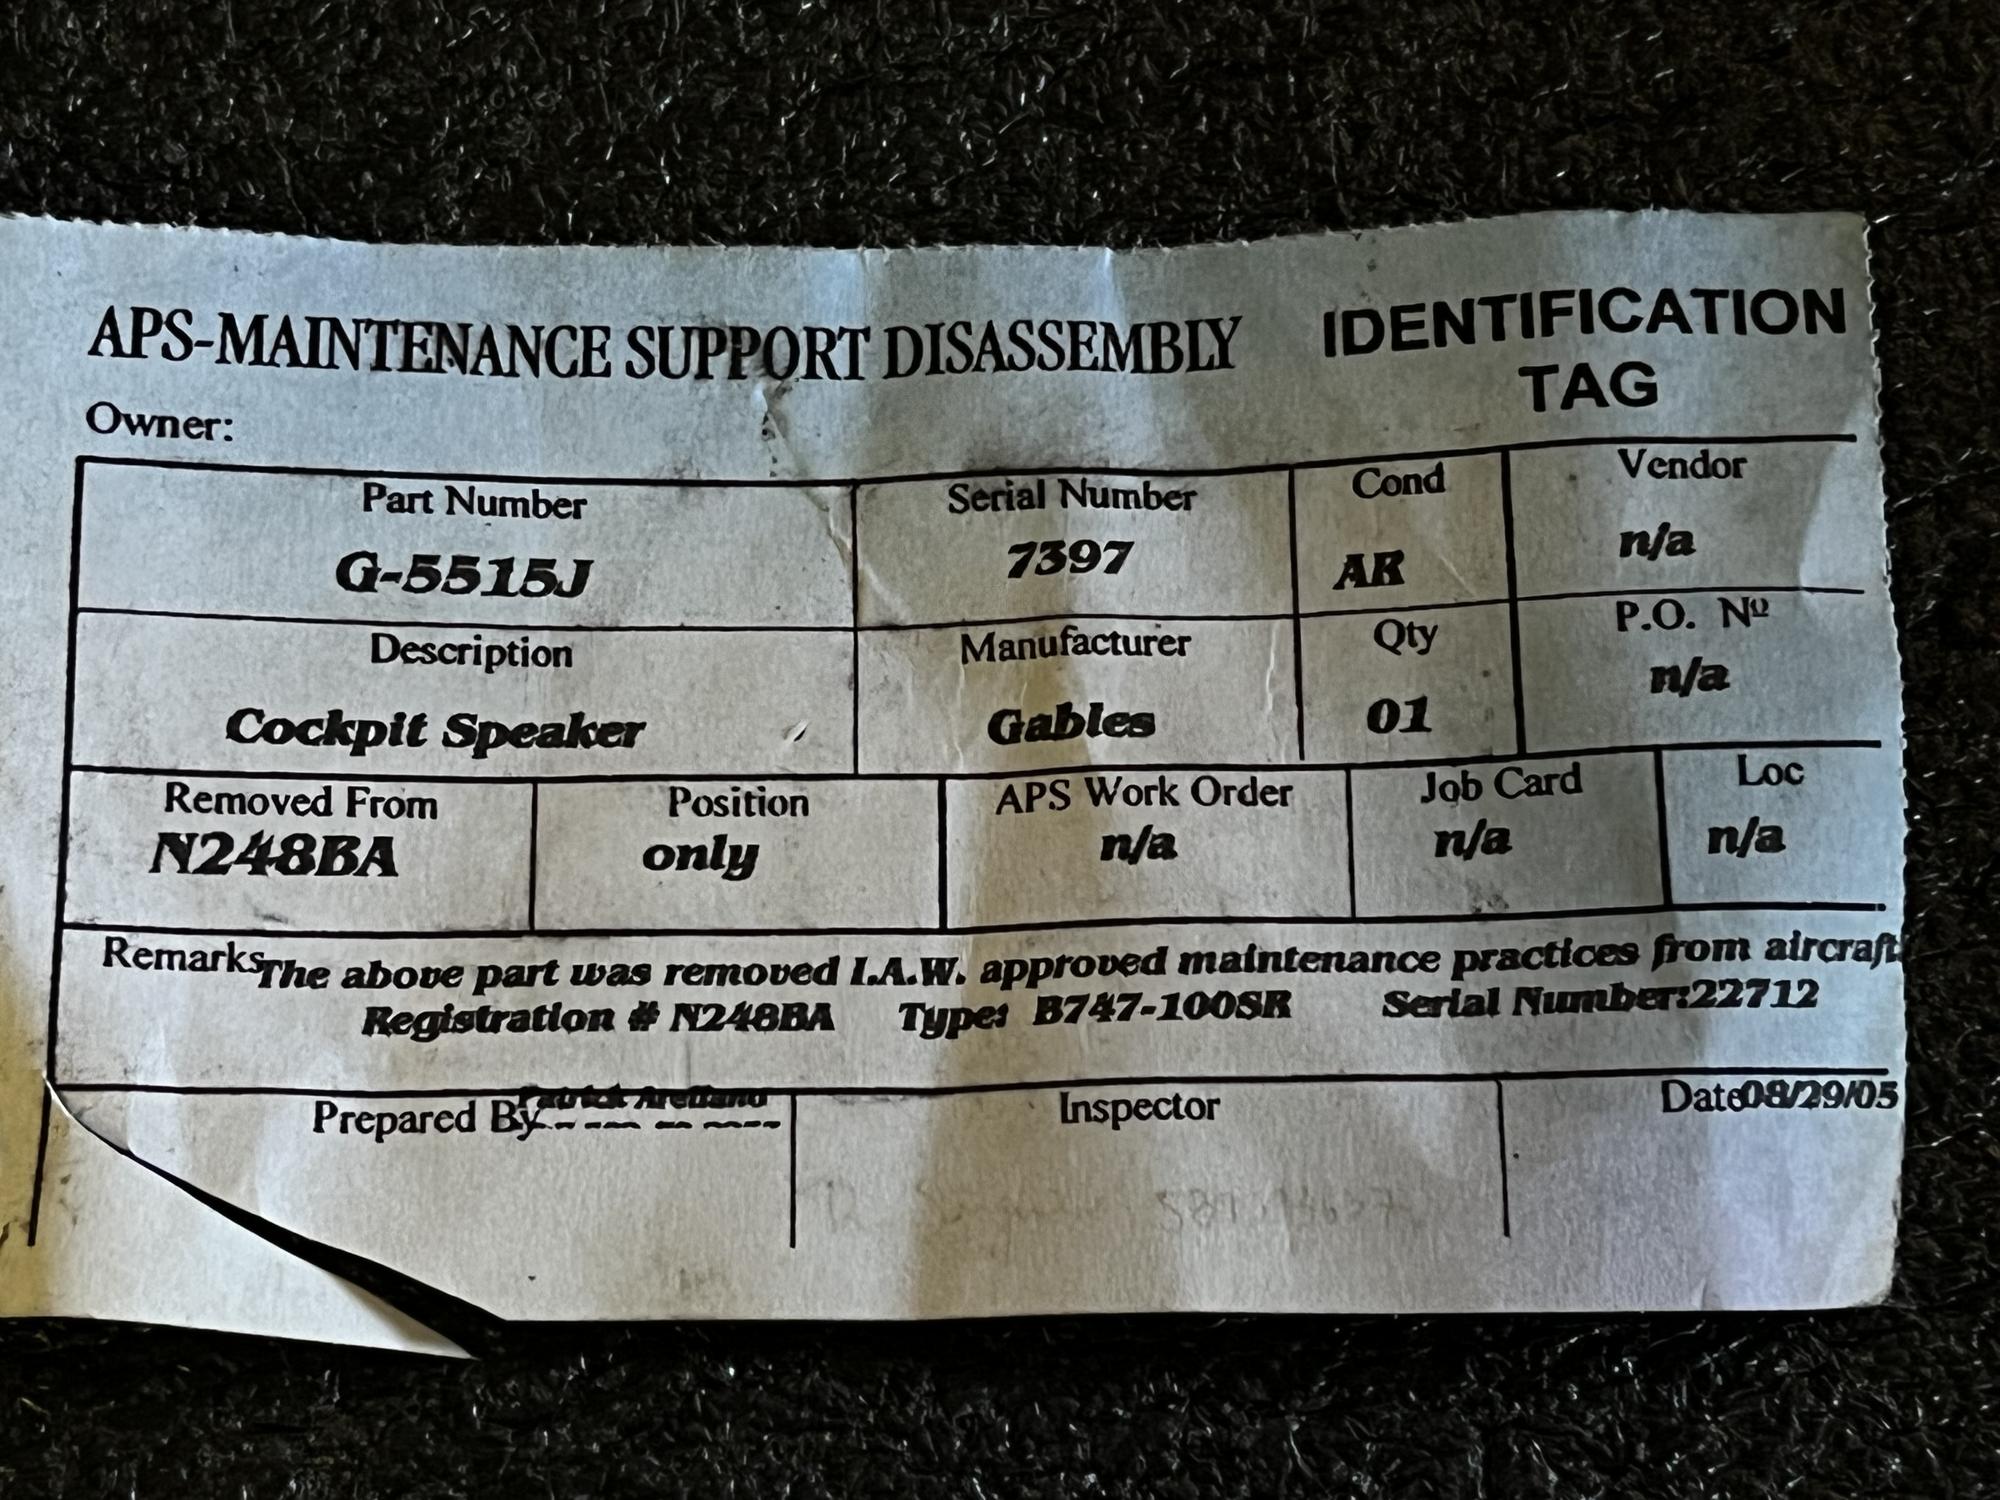 APS-MAINTENANCE SUPPORT DISASSEMBLY
IDENTIFICATION
TAG
Owner:
Part Number
G-5515J
Serial Number
7397
Cond
AR
Vendor
n/a
Description
Cockpit Speaker
Manufacturer
Gables
Qty
01
P.O. Nº
n/a
Removed From
N248BA
Position
only
APS Work Order
n/a
Job Card
n/a
Loc
n/a
Remarks The above part was removed I.A.W. approved maintenance practices from aircraft
Registration # N248BA Type: B747-100SR Serial Number:22712
Prepared By Patrick Arellano
Inspector
Date 08/29/05